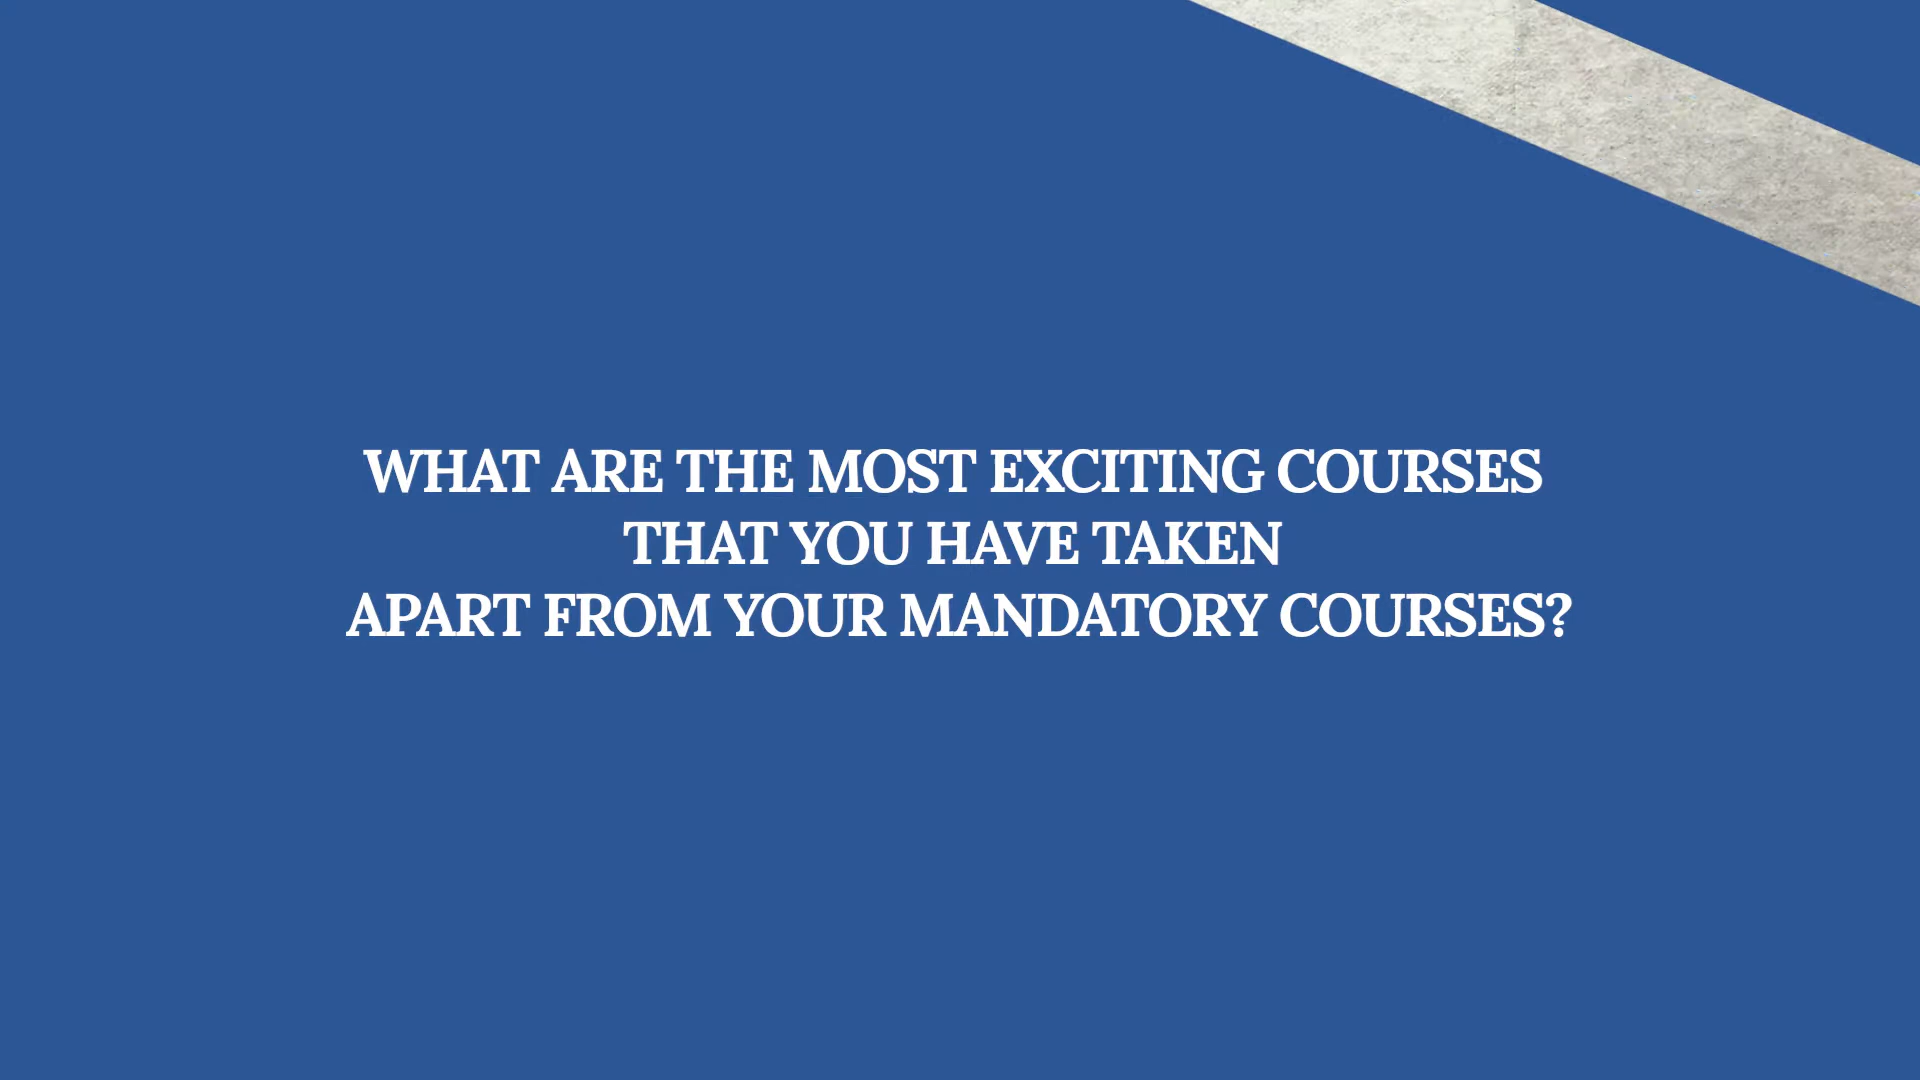 WHAT ARE THE MOST EXCITING COURSES
THAT YOU HAVE TAKEN
APART FROM YOUR MANDATORY COURSES?